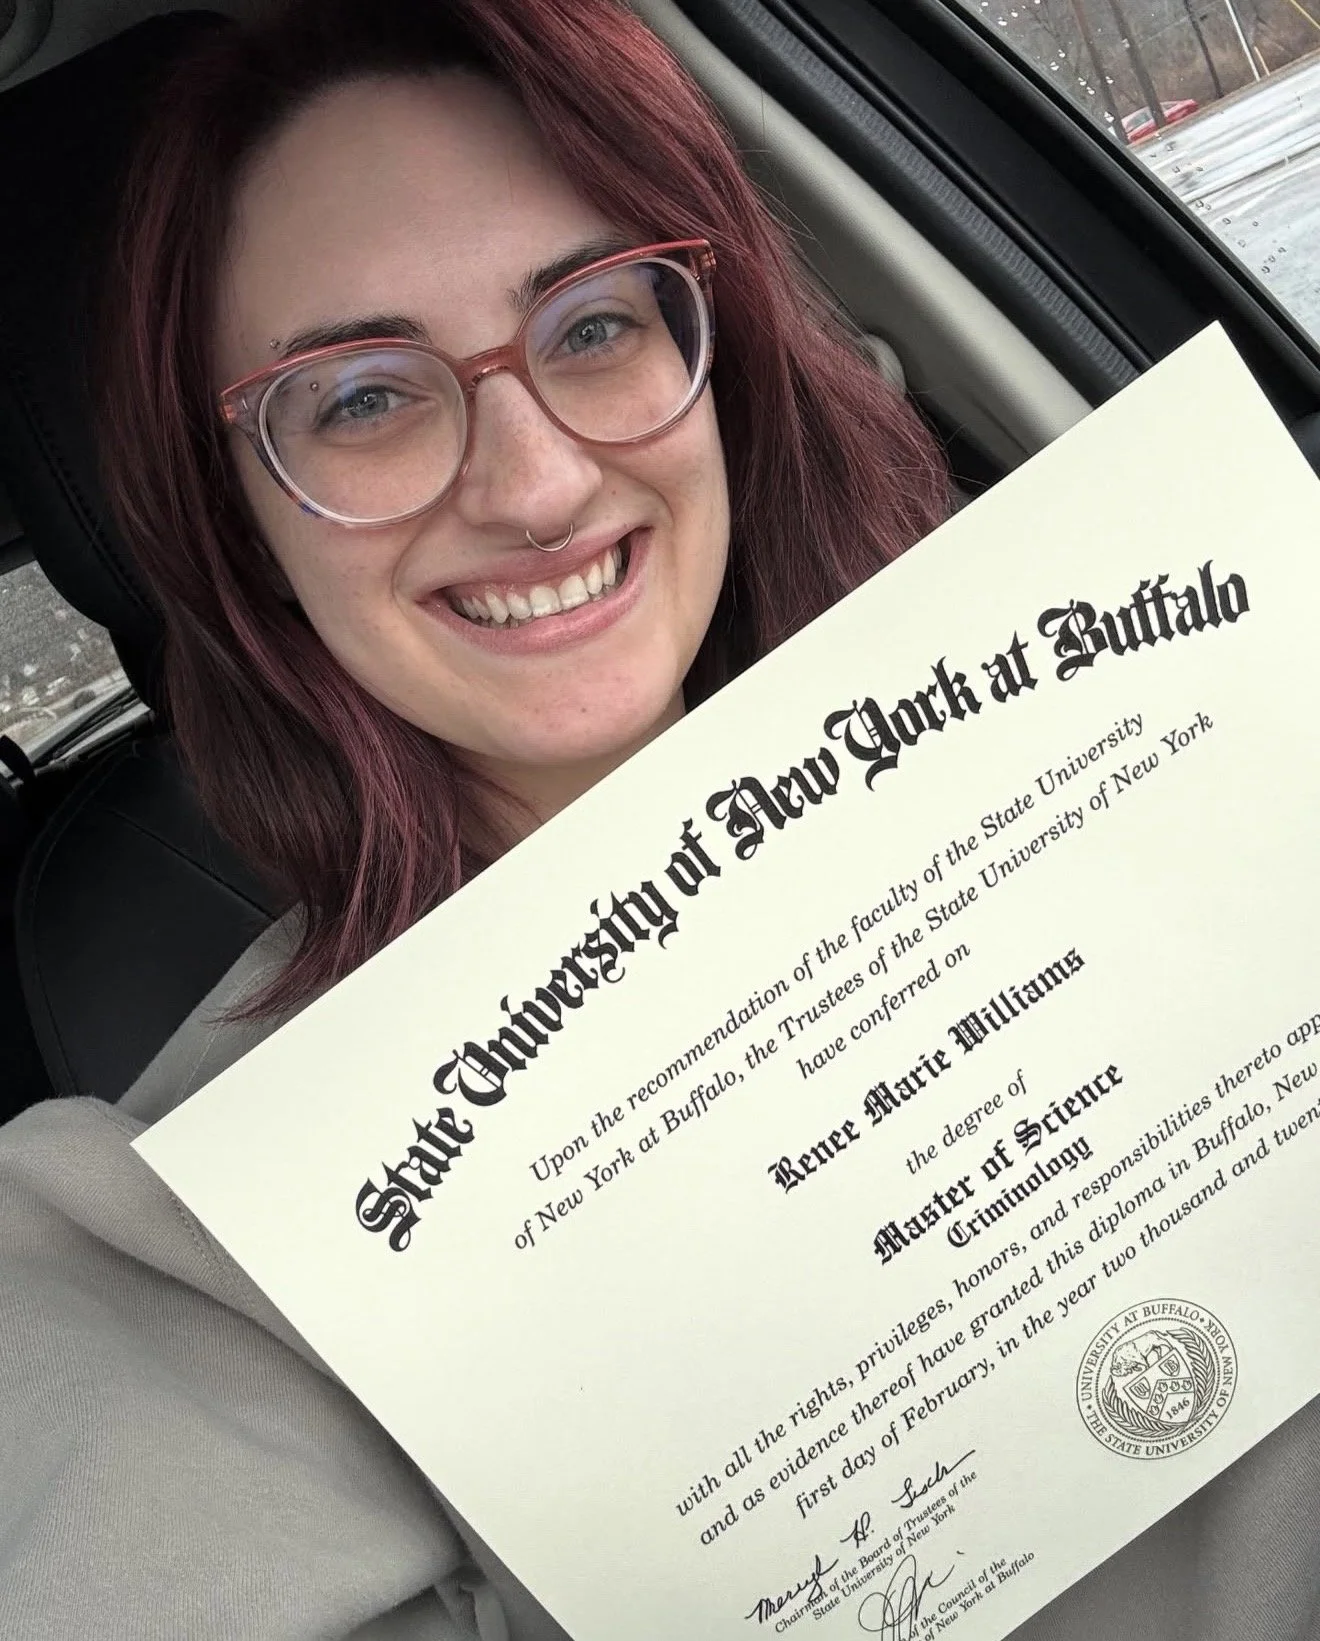 State University of New York at Buffalo
Upon the recommendation of the faculty of the State University
of New York at Buffalo, the Trustees of the State University of New York
have conferred on
Renee Marie Williams
the degree of
Master of Science
Criminology
with all the rights, privileges, honors, and responsibilities thereto app
and as evidence thereof have granted this diploma in Buffalo, New
first day of February, in the year two thousand and twent
UNIVERSITY AT BUFFALO
THE STATE UNIVERSITY OF NEW YORK
1846
Merryl H. Tisch
Chairman of the Board of Trustees of the
State University of New York
of the Council of the
of New York at Buffalo